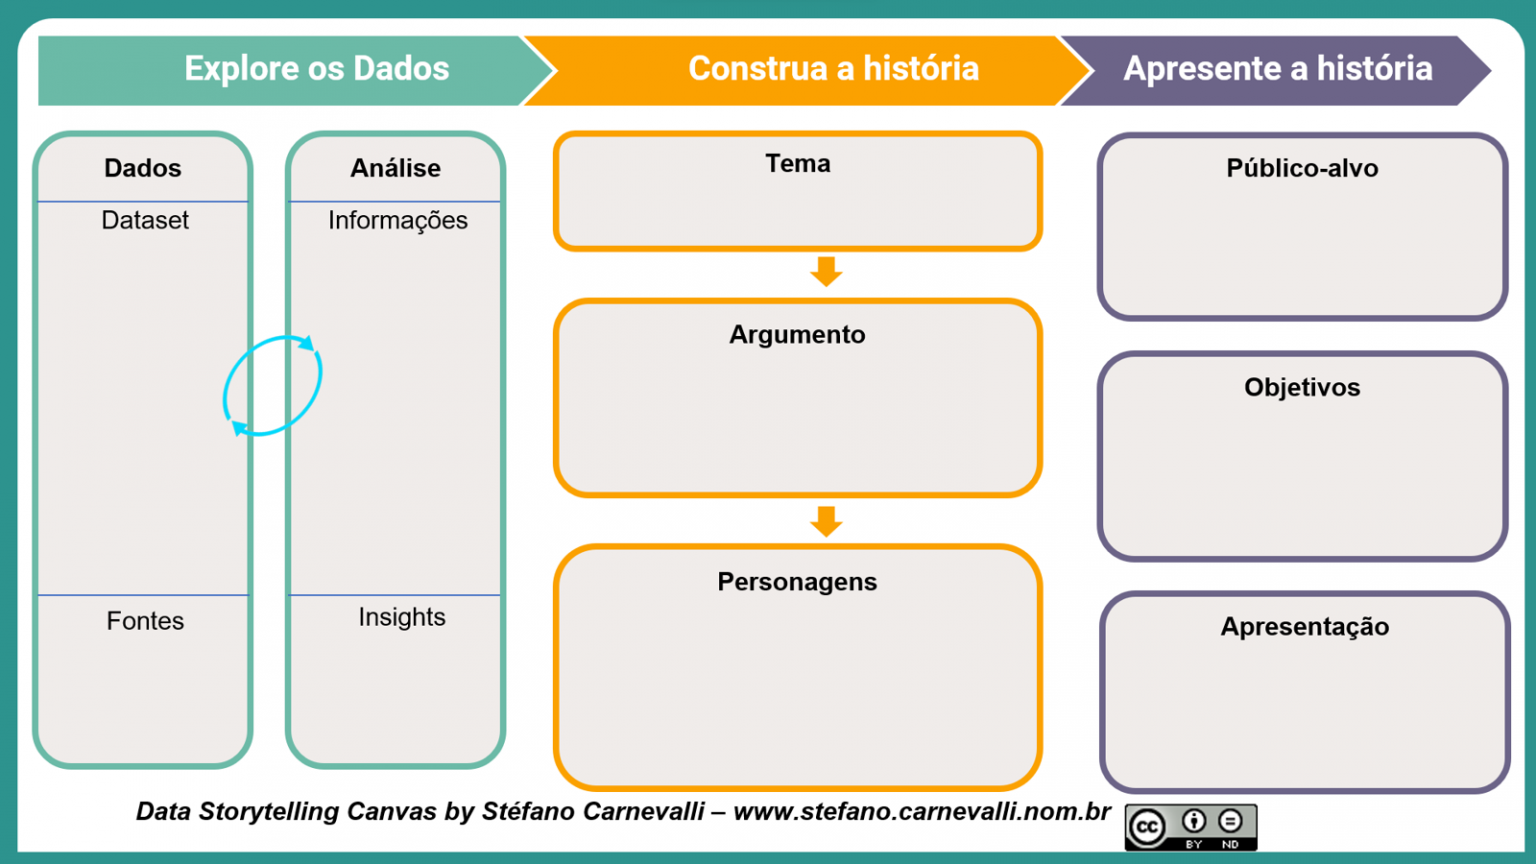 Explore os Dados
Construa a história
Apresente a história
Dados
Dataset
Fontes
Análise
Informações
Insights
Tema
Argumento
Personagens
Público-alvo
Objetivos
Apresentação
Data Storytelling Canvas by Stéfano Carnevalli – www.stefano.carnevalli.nom.br
cc
BY ND